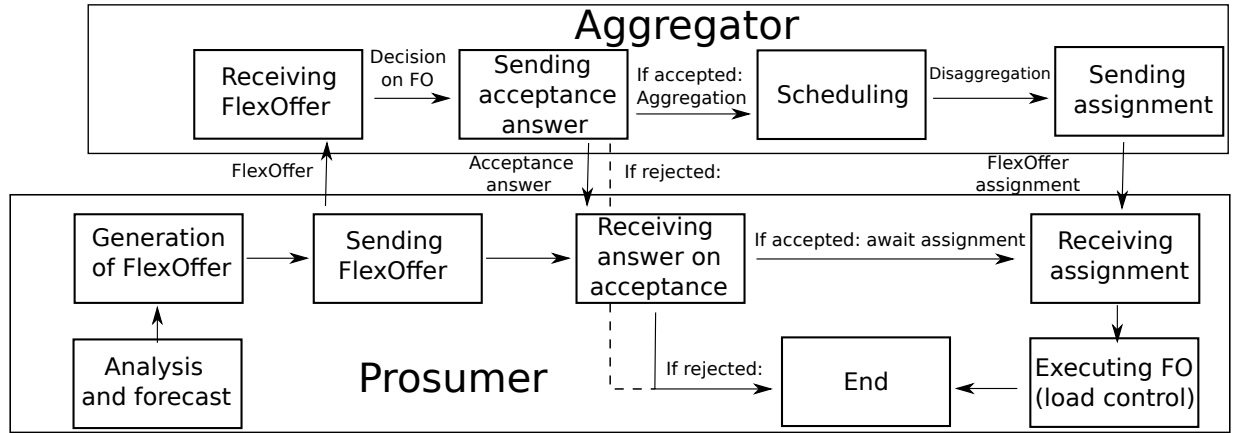 Aggregator
Receiving
FlexOffer
Decision
on FO
Sending
acceptance
answer
If accepted:
Aggregation
Scheduling
Disaggregation
Sending
assignment
FlexOffer
Acceptance
answer
If rejected:
FlexOffer
assignment
Generation
of FlexOffer
Sending
FlexOffer
Receiving
answer on
acceptance
If accepted: await assignment
Receiving
assignment
Analysis
and forecast
Prosumer
If rejected:
End
Executing FO
(load control)